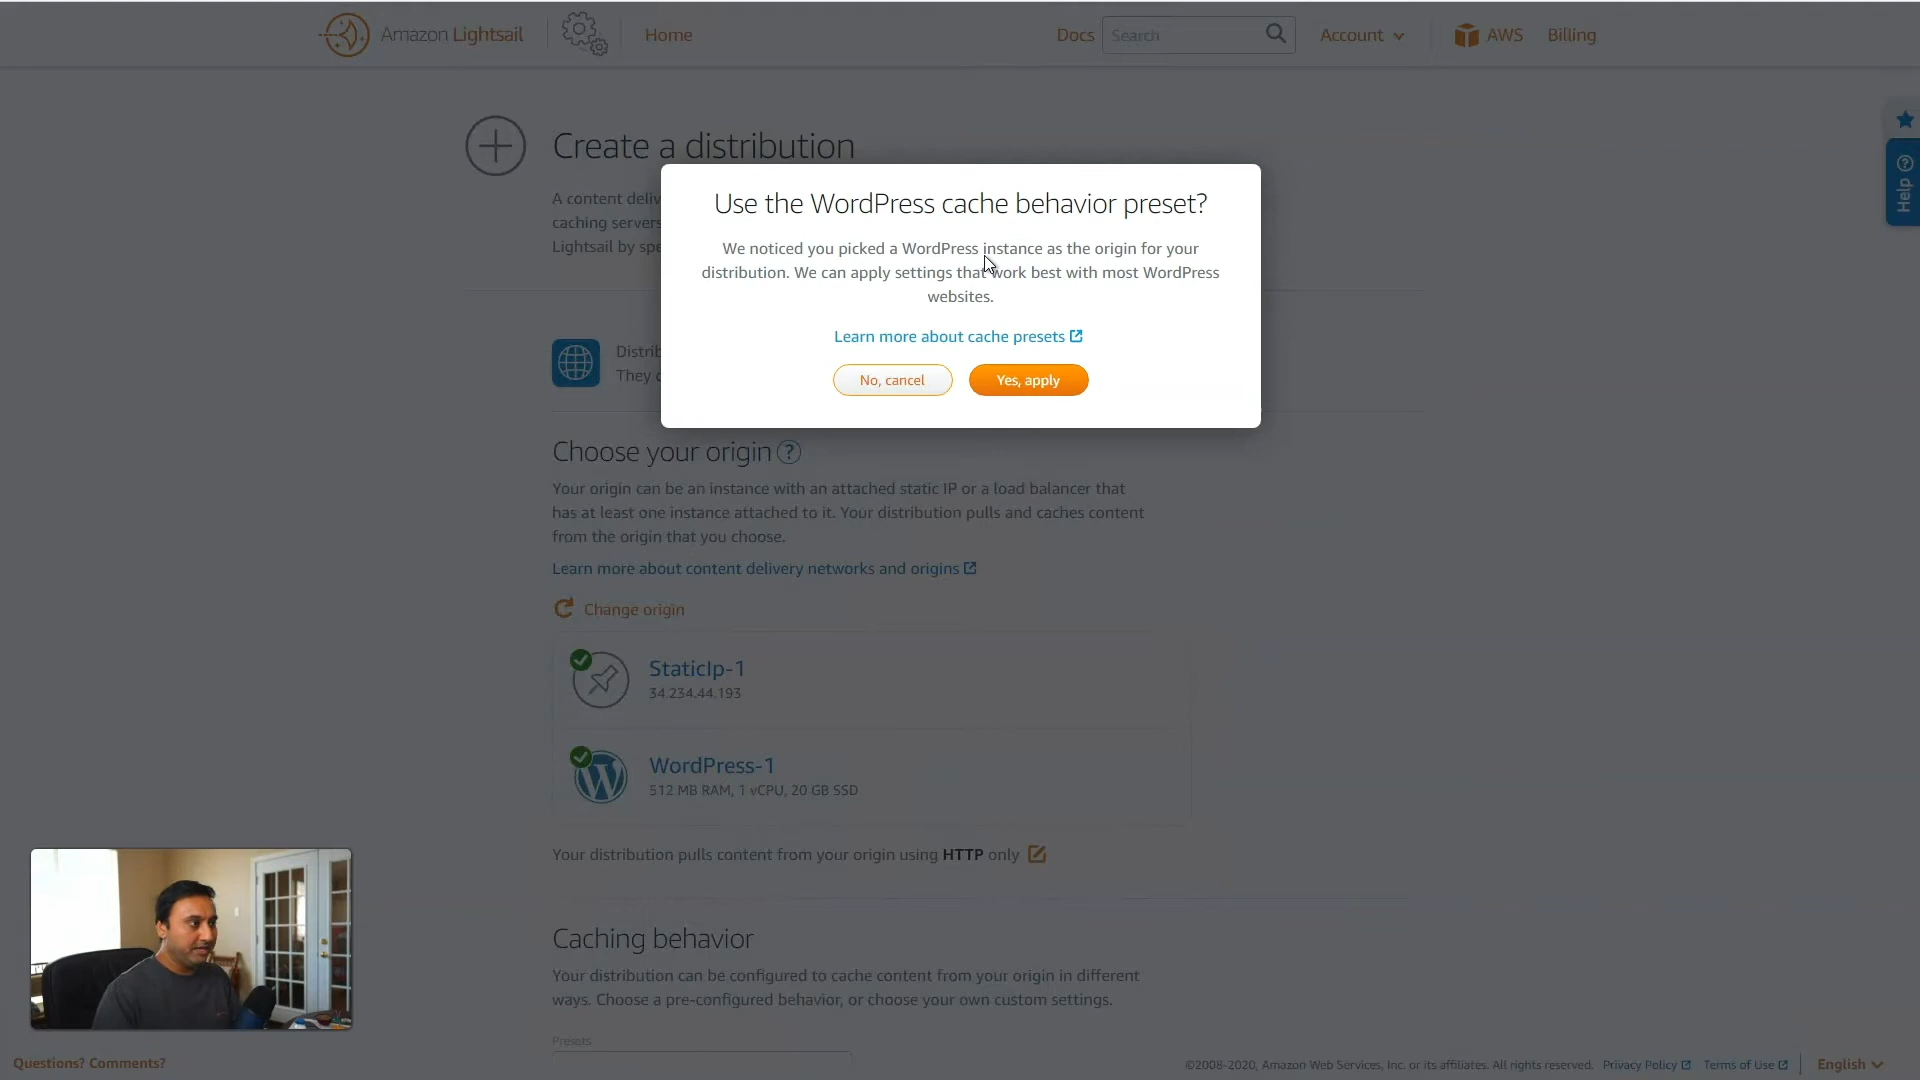 Amazon Lightsail
Home
Docs
Search
Account
AWS
Billing
Create a distribution
A content deliv
caching servers
Lightsail by spe
Help
Use the WordPress cache behavior preset?
We noticed you picked a WordPress instance as the origin for your
distribution. We can apply settings that work best with most WordPress
websites.
Learn more about cache presets
No, cancel
Yes, apply
Distrib
They c
Choose your origin ?
Your origin can be an instance with an attached static IP or a load balancer that
has at least one instance attached to it. Your distribution pulls and caches content
from the origin that you choose.
Learn more about content delivery networks and origins
Change origin
StaticIp-1
34.234.44.193
WordPress-1
512 MB RAM, 1 vCPU, 20 GB SSD
Your distribution pulls content from your origin using HTTP only
Caching behavior
Your distribution can be configured to cache content from your origin in different
ways. Choose a pre-configured behavior, or choose your own custom settings.
Presets
Questions? Comments?
©2008-2020, Amazon Web Services, Inc. or its affiliates. All rights reserved.
Privacy Policy
Terms of Use
English